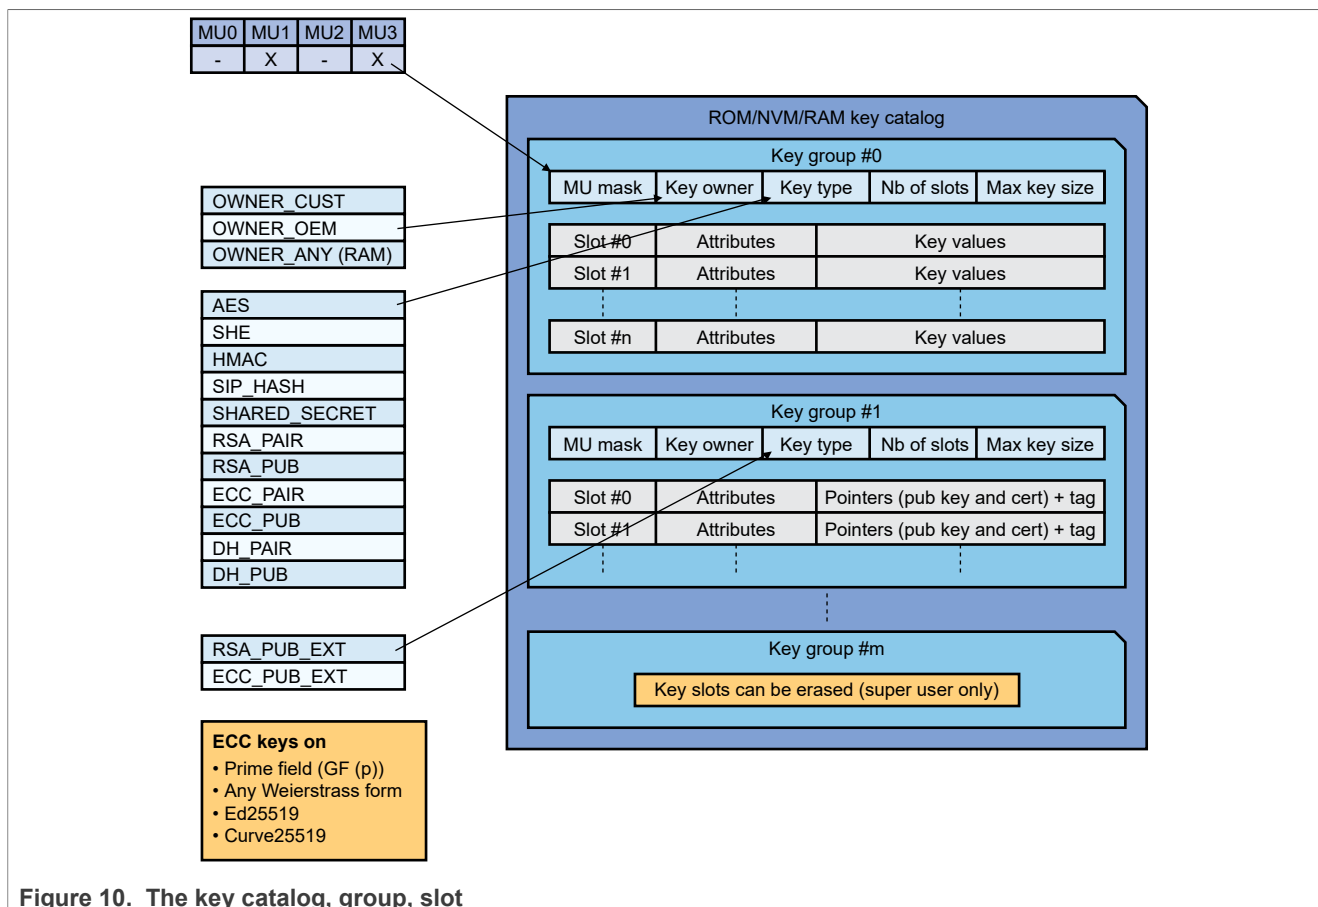 MU0 MU1 MU2 MU3
- X - X
ROM/NVM/RAM key catalog
Key group #0
MU mask Key owner Key type Nb of slots Max key size
Slot #0 Attributes Key values
Slot #1 Attributes Key values
Slot #n Attributes Key values
Key group #1
MU mask Key owner Key type Nb of slots Max key size
Slot #0 Attributes Pointers (pub key and cert) + tag
Slot #1 Attributes Pointers (pub key and cert) + tag
Key group #m
Key slots can be erased (super user only)
OWNER_CUST
OWNER_OEM
OWNER_ANY (RAM)
AES
SHE
HMAC
SIP_HASH
SHARED_SECRET
RSA_PAIR
RSA_PUB
ECC_PAIR
ECC_PUB
DH_PAIR
DH_PUB
RSA_PUB_EXT
ECC_PUB_EXT
ECC keys on
• Prime field (GF (p))
• Any Weierstrass form
• Ed25519
• Curve25519
Figure 10. The key catalog, group, slot